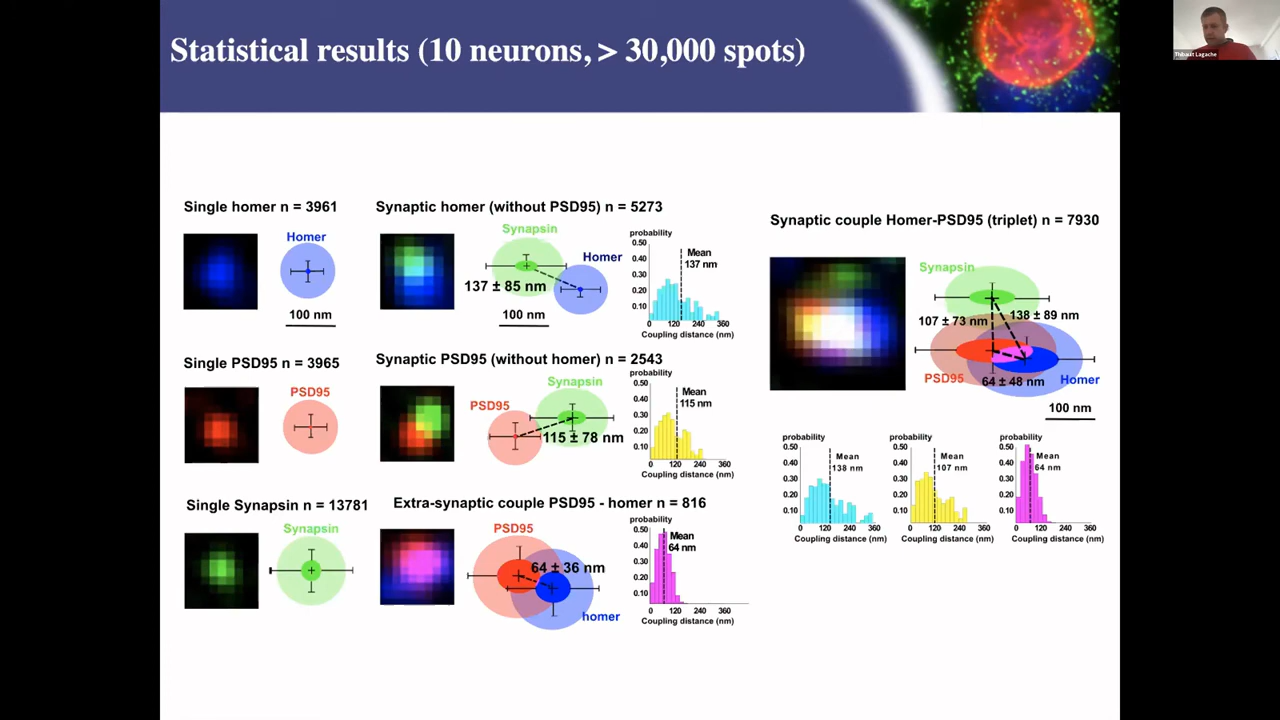 Statistical results (10 neurons, > 30,000 spots)
Thibault Lagache
Single homer n = 3961
Homer
100 nm
Synaptic homer (without PSD95) n = 5273
Synapsin
Homer
137 ± 85 nm
100 nm
probability
0.50
0.40
0.30
0.20
0.10
Mean
137 nm
0 120 240 360
Coupling distance (nm)
Single PSD95 n = 3965
PSD95
Synaptic PSD95 (without homer) n = 2543
Synapsin
PSD95
115 ± 78 nm
probability
0.50
0.40
0.30
0.20
0.10
Mean
115 nm
0 120 240 360
Coupling distance (nm)
Single Synapsin n = 13781
Synapsin
Extra-synaptic couple PSD95 - homer n = 816
PSD95
64 ± 36 nm
homer
probability
0.50
0.40
0.30
0.20
0.10
Mean
64 nm
0 120 240 360
Coupling distance (nm)
Synaptic couple Homer-PSD95 (triplet) n = 7930
Synapsin
138 ± 89 nm
107 ± 73 nm
PSD95
64 ± 48 nm
Homer
100 nm
probability
0.50
0.40
0.30
0.20
0.10
Mean
138 nm
0 120 240 360
Coupling distance (nm)
probability
0.50
0.40
0.30
0.20
0.10
Mean
107 nm
0 120 240 360
Coupling distance (nm)
probability
0.50
0.40
0.30
0.20
0.10
Mean
64 nm
0 120 240 360
Coupling distance (nm)